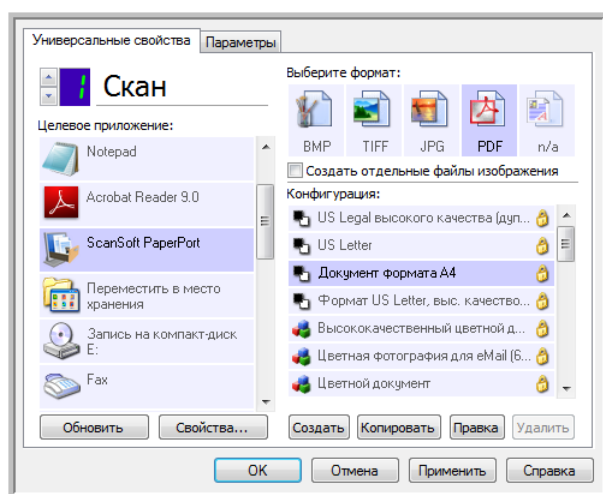 Универсальные свойства
Параметры
1 Скан
Целевое приложение:
Notepad
Acrobat Reader 9.0
ScanSoft PaperPort
Переместить в место
хранения
Запись на компакт-диск
E:
Fax
Обновить
Свойства...
Выберите формат:
BMP
TIFF
JPG
PDF
n/a
Создать отдельные файлы изображения
Конфигурация:
US Legal высокого качества (дуп...
US Letter
Документ формата A4
Формат US Letter, выс. качество...
Высококачественный цветной д...
Цветная фотография для eMail (6...
Цветной документ
Создать
Копировать
Правка
Удалить
OK
Отмена
Применить
Справка